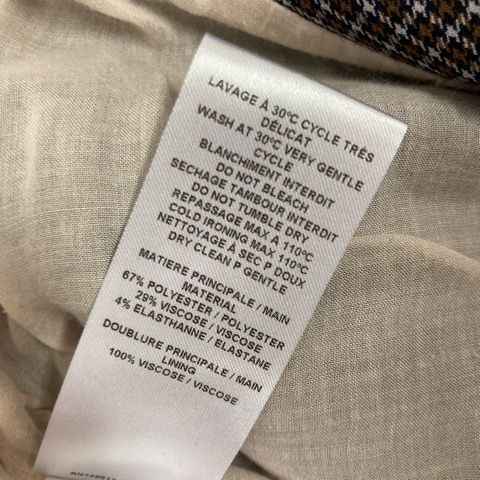 LAVAGE À 30°C CYCLE TRÈS
DÉLICAT
WASH AT 30°C VERY GENTLE
CYCLE
BLANCHIMENT INTERDIT
DO NOT BLEACH
SECHAGE TAMBOUR INTERDIT
DO NOT TUMBLE DRY
REPASSAGE MAX A 110°C
COLD IRONING MAX 110°C
NETTOYAGE À SEC P DOUX
DRY CLEAN P GENTLE
MATIERE PRINCIPALE / MAIN
MATERIAL
67% POLYESTER / POLYESTER
29% VISCOSE / VISCOSE
4% ELASTHANNE / ELASTANE
DOUBLURE PRINCIPALE / MAIN
LINING
100% VISCOSE / VISCOSE